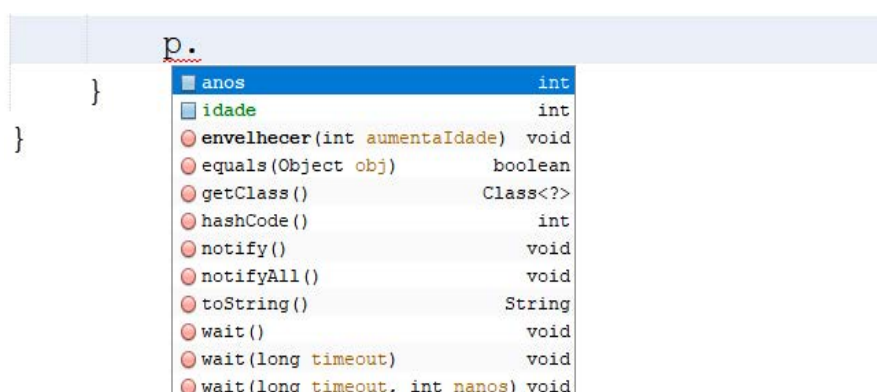 p.
anos int
}
idade int
}
envelhecer(int aumentaIdade) void
equals(Object obj) boolean
getClass() Class<?>
hashCode() int
notify() void
notifyAll() void
toString() String
wait() void
wait(long timeout) void
wait(long timeout, int nanos) void